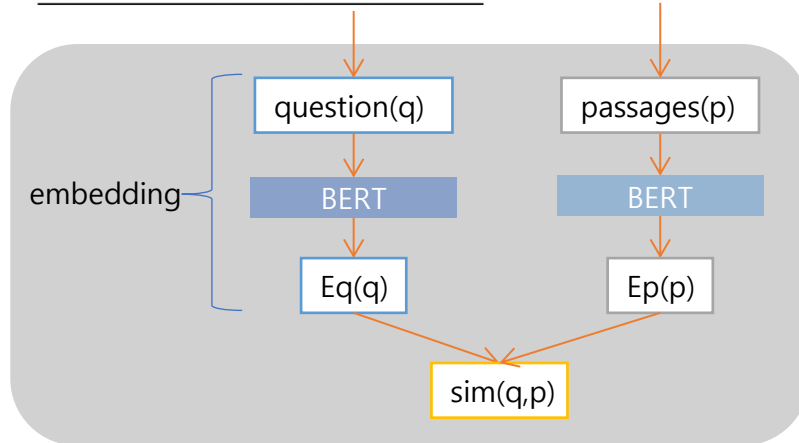 question(q)
passages(p)
embedding
BERT
BERT
Eq(q)
Ep(p)
sim(q,p)